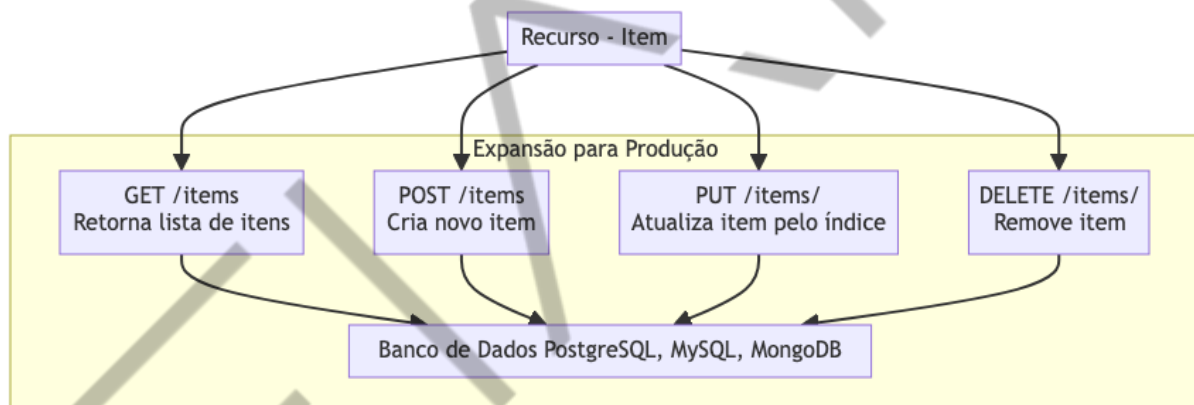 Recurso - Item
Expansão para Produção
GET /items
Retorna lista de itens
POST /items
Cria novo item
PUT /items/
Atualiza item pelo índice
DELETE /items/
Remove item
Banco de Dados PostgreSQL, MySQL, MongoDB